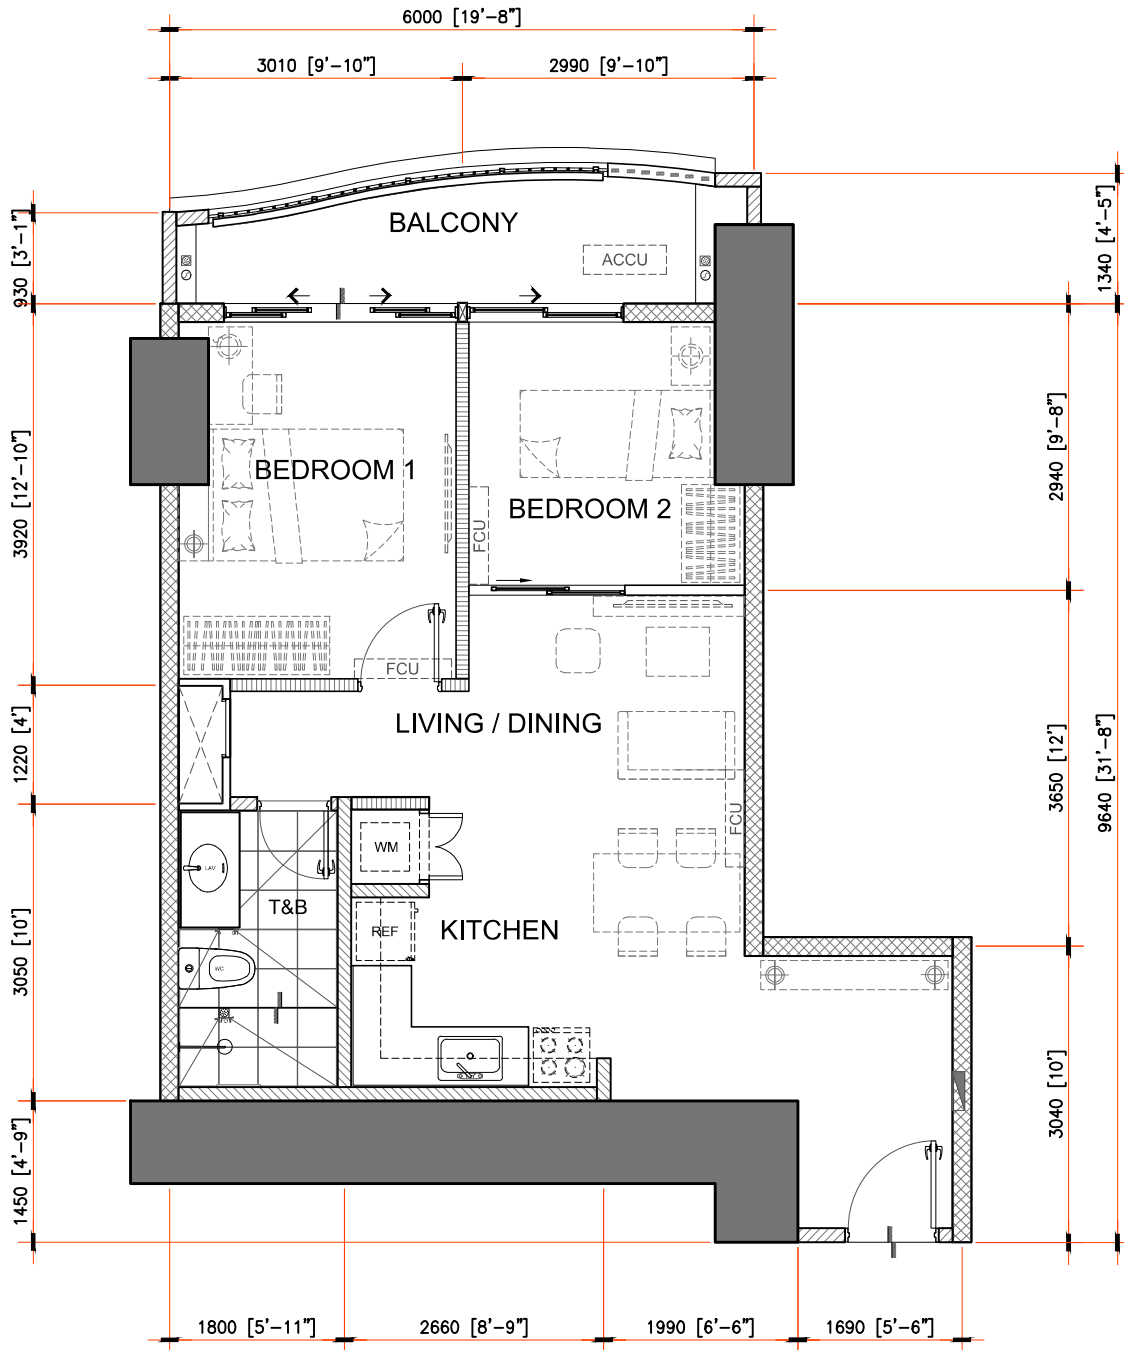 6000 [19'-8"]
3010 [9'-10"]
2990 [9'-10"]
930 [3'-1"]
1340 [4'-5"]
BALCONY
ACCU
3920 [12'-10"]
2940 [9'-8"]
BEDROOM 1
BEDROOM 2
FCU
FCU
1220 [4']
LIVING / DINING
3650 [12']
9640 [31'-8"]
FCU
WM
LAV
T&B
REF
KITCHEN
3050 [10']
WC
3040 [10']
1450 [4'-9"]
1800 [5'-11"]
2660 [8'-9"]
1990 [6'-6"]
1690 [5'-6"]